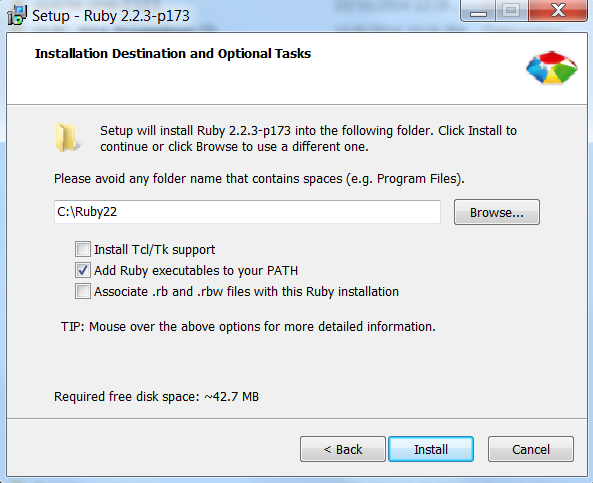 Setup - Ruby 2.2.3-p173
Installation Destination and Optional Tasks
Setup will install Ruby 2.2.3-p173 into the following folder. Click Install to
continue or click Browse to use a different one.
Please avoid any folder name that contains spaces (e.g. Program Files).
C:\Ruby22
Browse...
Install Tcl/Tk support
Add Ruby executables to your PATH
Associate .rb and .rbw files with this Ruby installation
TIP: Mouse over the above options for more detailed information.
Required free disk space: ~42.7 MB
< Back
Install
Cancel